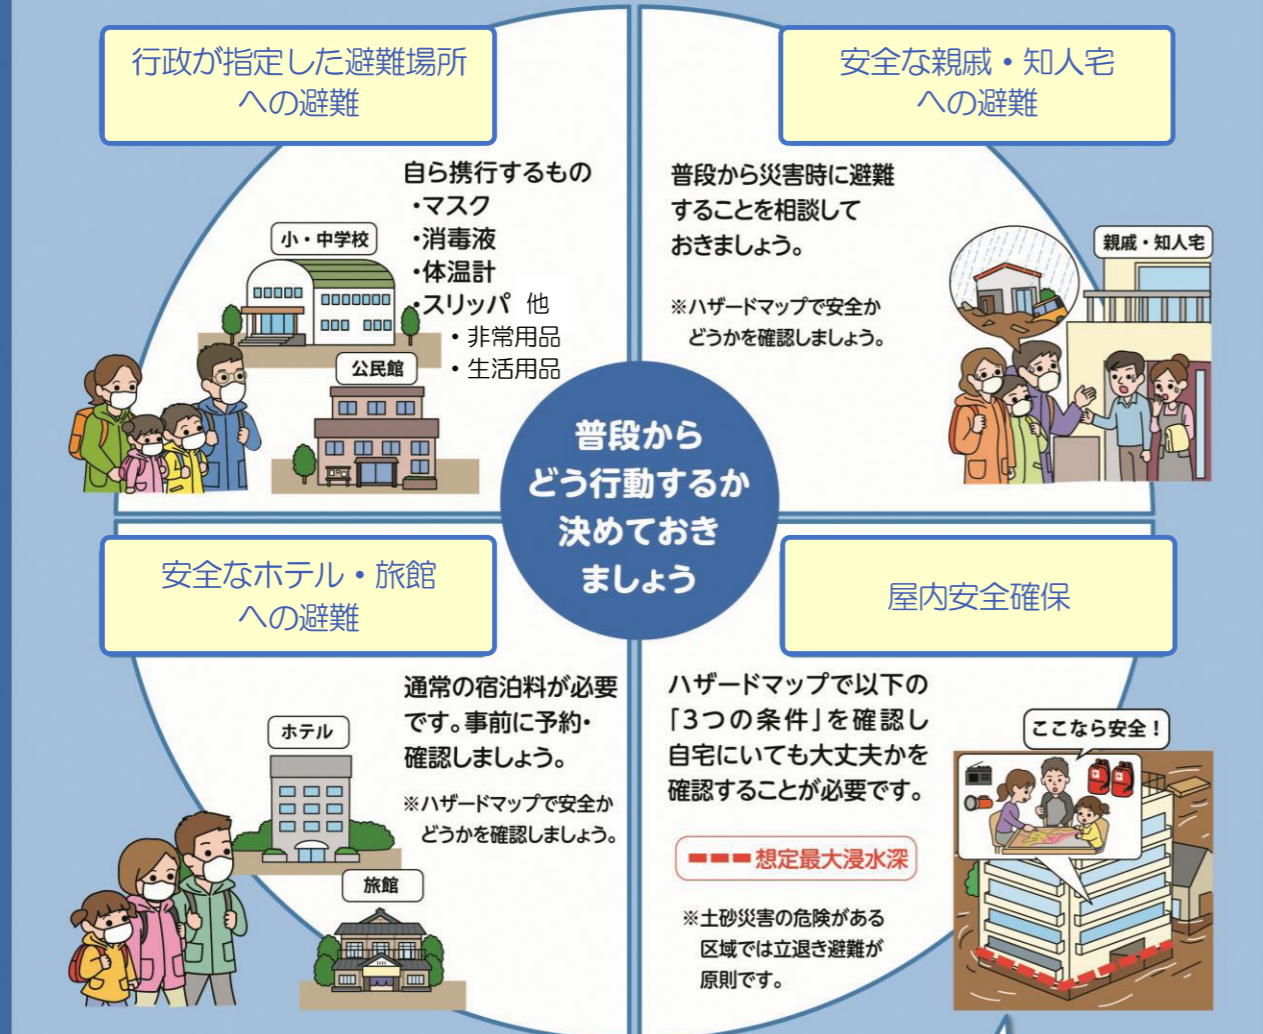 行政が指定した避難場所
への避難
自ら携行するもの
・マスク
・消毒液
・体温計
・スリッパ 他
・非常用品
・生活用品
小・中学校
公民館
安全な親戚・知人宅
への避難
普段から災害時に避難
することを相談して
おきましょう。
※ハザードマップで安全か
どうかを確認しましょう。
親戚・知人宅
普段から
どう行動するか
決めておき
ましょう
安全なホテル・旅館
への避難
通常の宿泊料が必要
です。事前に予約・
確認しましょう。
※ハザードマップで安全か
どうかを確認しましょう。
ホテル
旅館
屋内安全確保
ハザードマップで以下の
「3つの条件」を確認し
自宅にいても大丈夫かを
確認することが必要です。
想定最大浸水深
※土砂災害の危険がある
区域では立退き避難が
原則です。
ここなら安全！